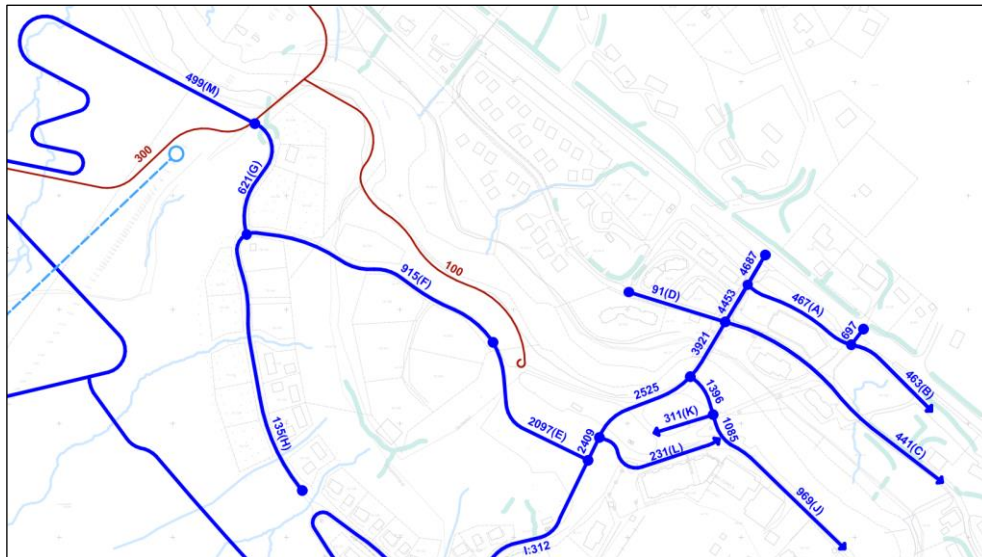 499(M)
300
621(G)
915(F)
100
135(H)
4687
91(D)
4453
467(A)
697
3921
463(B)
2525
1396
311(K)
1085
441(C)
2097(E)
2409
231(L)
969(J)
I:312